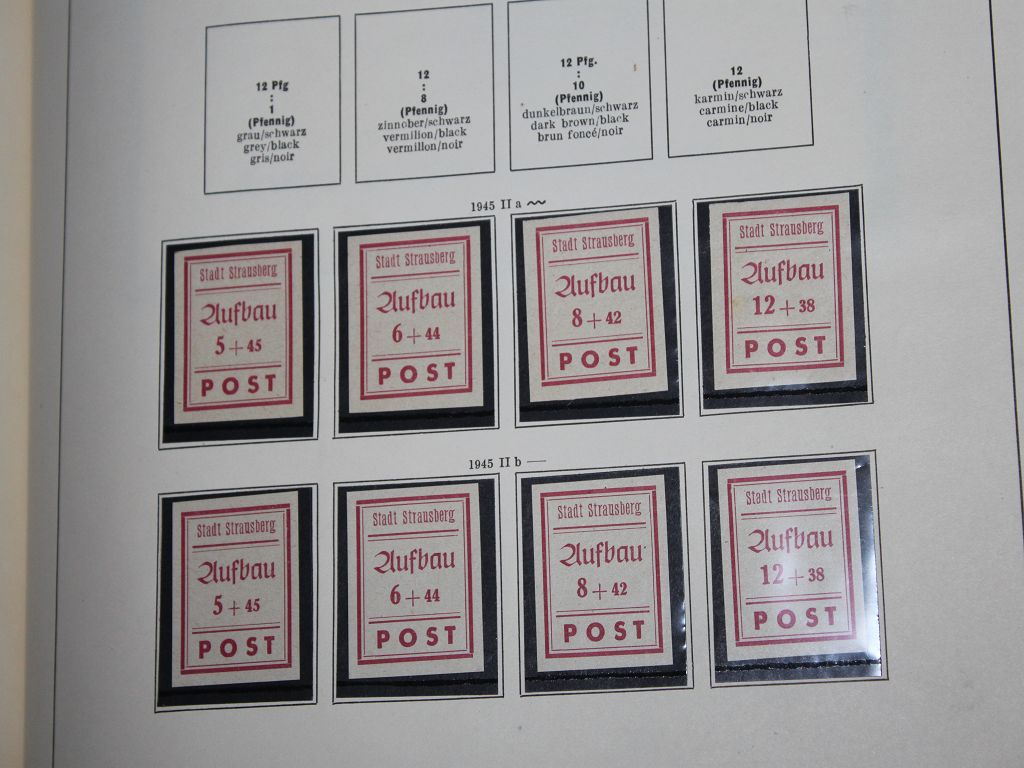 12 Pfg
:
1
(Pfennig)
grau/schwarz
grey/black
gris/noir
12
:
8
(Pfennig)
zinnober/schwarz
vermilion/black
vermillon/noir
12 Pfg.
:
10
(Pfennig)
dunkelbraun/schwarz
dark brown/black
brun foncé/noir
12
(Pfennig)
karmin/schwarz
carmine/black
carmin/noir
1945 II a
Stadt Strausberg
Aufbau
5 + 45
POST
Stadt Strausberg
Aufbau
6 + 44
POST
Stadt Strausberg
Aufbau
8 + 42
POST
Stadt Strausberg
Aufbau
12 + 38
POST
1945 II b —
Stadt Strausberg
Aufbau
5 + 45
POST
Stadt Strausberg
Aufbau
6 + 44
POST
Stadt Strausberg
Aufbau
8 + 42
POST
Stadt Strausberg
Aufbau
12 + 38
POST